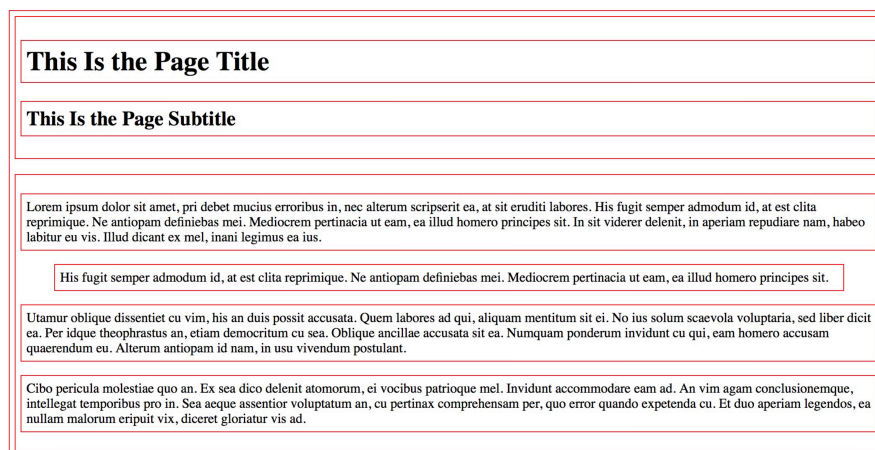 This Is the Page Title
This Is the Page Subtitle
Lorem ipsum dolor sit amet, pri debet mucius erroribus in, nec alterum scripserit ea, at sit eruditi labores. His fugit semper admodum id, at est clita
reprimique. Ne antiopam definiebas mei. Mediocrem pertinacia ut eam, ea illud homero principes sit. In sit viderer delenit, in aperiam repudiare nam, habeo
labitur eu vis. Illud dicant ex mel, inani legimus ea ius.
His fugit semper admodum id, at est clita reprimique. Ne antiopam definiebas mei. Mediocrem pertinacia ut eam, ea illud homero principes sit.
Utamur oblique dissentiet cu vim, his an duis possit accusata. Quem labores ad qui, aliquam mentitum sit ei. No ius solum scaevola voluptaria, sed liber dicit
ea. Per idque theophrastus an, etiam democritum cu sea. Oblique ancillae accusata sit ea. Numquam ponderum invidunt cu qui, eam homero accusam
quaerendum eu. Alterum antiopam id nam, in usu vivendum postulant.
Cibo pericula molestiae quo an. Ex sea dico delenit atomorum, ei vocibus patrioque mel. Invidunt accommodare eam ad. An vim agam conclusionemque,
intellegat temporibus pro in. Sea aeque assentior voluptatum an, cu pertinax comprehensam per, quo error quando expetenda cu. Et duo aperiam legendos, ea
nullam malorum eripuit vix, diceret gloriatur vis ad.